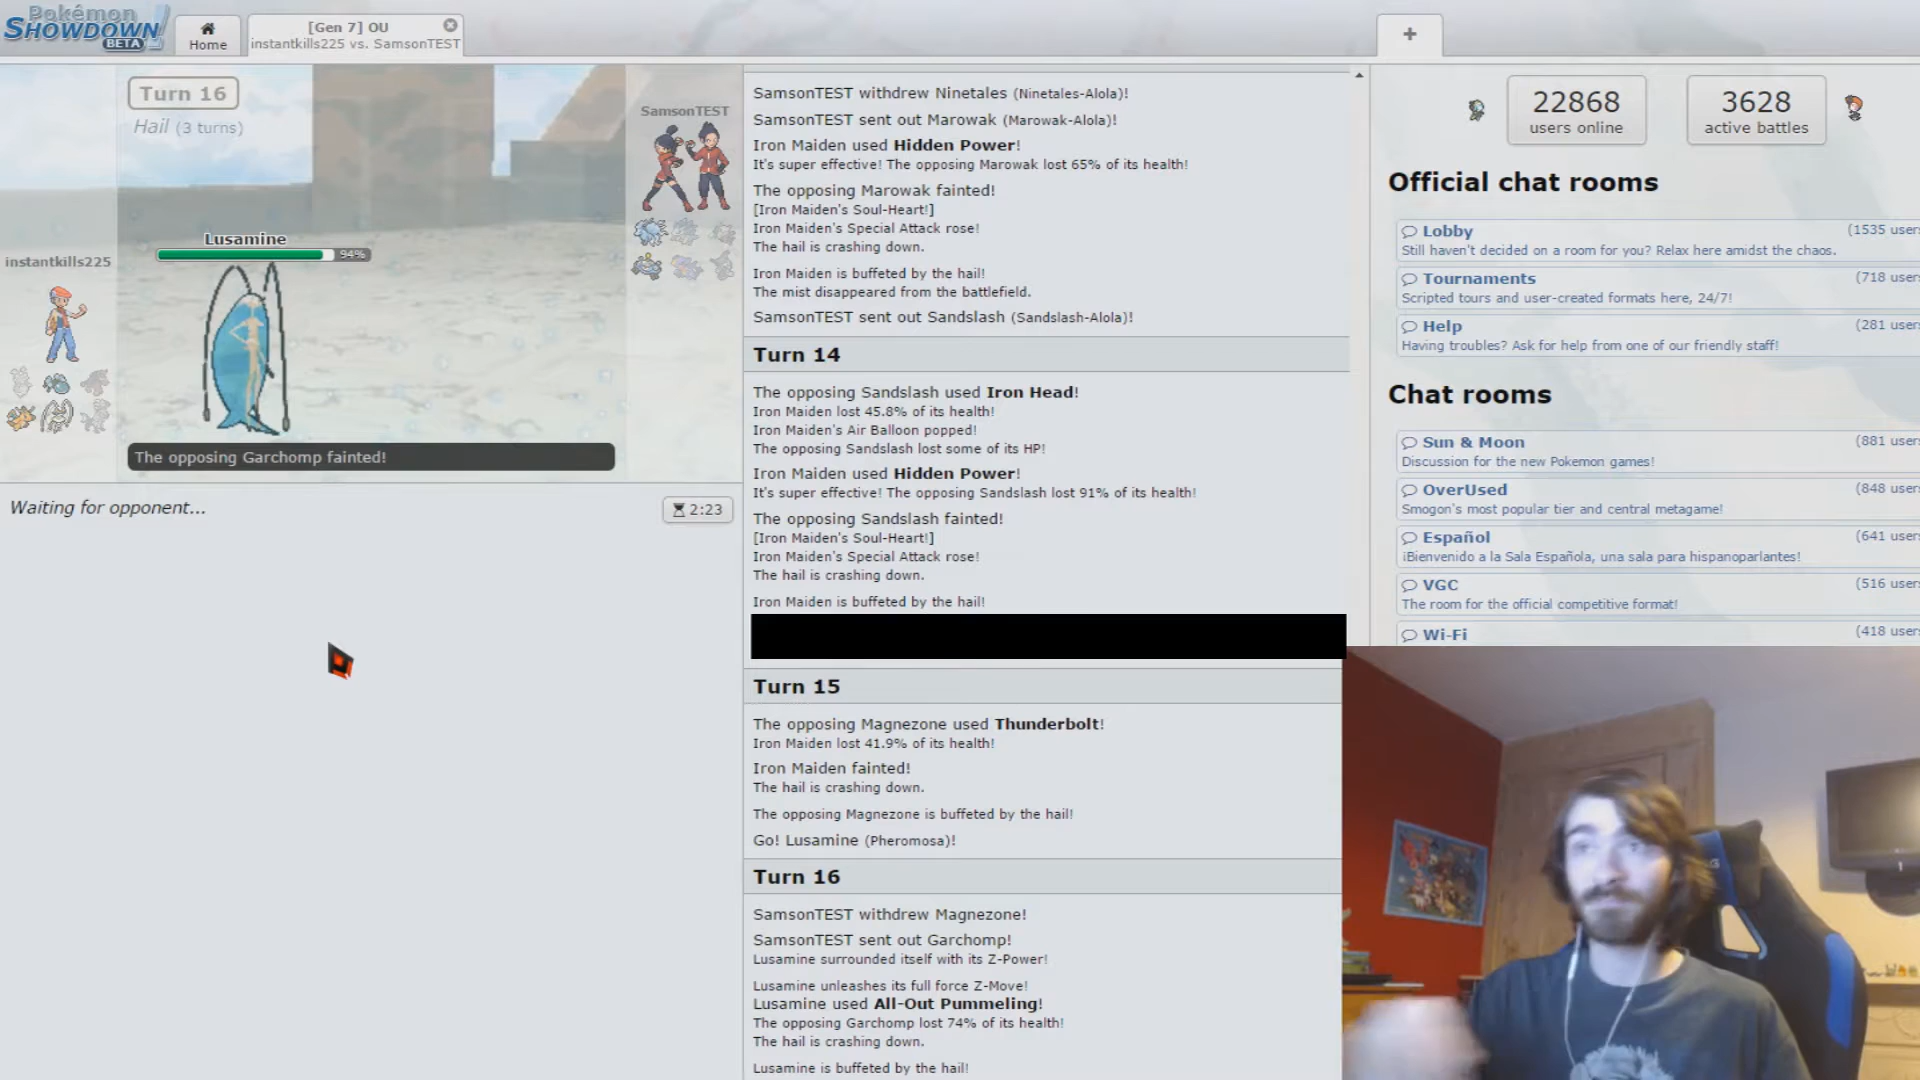 Pokémon
SHOWDOWN!
BETA
Home
[Gen 7] OU
instantkills225 vs. SamsonTEST
+
Turn 16
Hail (3 turns)
SamsonTEST
instantkills225
Lusamine
94%
The opposing Garchomp fainted!
Waiting for opponent...
2:23
SamsonTEST withdrew Ninetales (Ninetales-Alola)!
SamsonTEST sent out Marowak (Marowak-Alola)!
Iron Maiden used Hidden Power!
It's super effective! The opposing Marowak lost 65% of its health!
The opposing Marowak fainted!
[Iron Maiden's Soul-Heart!]
Iron Maiden's Special Attack rose!
The hail is crashing down.
Iron Maiden is buffeted by the hail!
The mist disappeared from the battlefield.
SamsonTEST sent out Sandslash (Sandslash-Alola)!
Turn 14
The opposing Sandslash used Iron Head!
Iron Maiden lost 45.8% of its health!
Iron Maiden's Air Balloon popped!
The opposing Sandslash lost some of its HP!
Iron Maiden used Hidden Power!
It's super effective! The opposing Sandslash lost 91% of its health!
The opposing Sandslash fainted!
[Iron Maiden's Soul-Heart!]
Iron Maiden's Special Attack rose!
The hail is crashing down.
Iron Maiden is buffeted by the hail!
Turn 15
The opposing Magnezone used Thunderbolt!
Iron Maiden lost 41.9% of its health!
Iron Maiden fainted!
The hail is crashing down.
The opposing Magnezone is buffeted by the hail!
Go! Lusamine (Pheromosa)!
Turn 16
SamsonTEST withdrew Magnezone!
SamsonTEST sent out Garchomp!
Lusamine surrounded itself with its Z-Power!
Lusamine unleashes its full force Z-Move!
Lusamine used All-Out Pummeling!
The opposing Garchomp lost 74% of its health!
The hail is crashing down.
Lusamine is buffeted by the hail!
22868
users online
3628
active battles
Official chat rooms
Lobby (1535 users
Still haven't decided on a room for you? Relax here amidst the chaos.
Tournaments (718 users
Scripted tours and user-created formats here, 24/7!
Help (281 users
Having troubles? Ask for help from one of our friendly staff!
Chat rooms
Sun & Moon (881 users
Discussion for the new Pokemon games!
OverUsed (848 users
Smogon's most popular tier and central metagame!
Español (641 users
¡Bienvenido a la Sala Española, una sala para hispanoparlantes!
VGC (516 users
The room for the official competitive format!
Wi-Fi (418 users